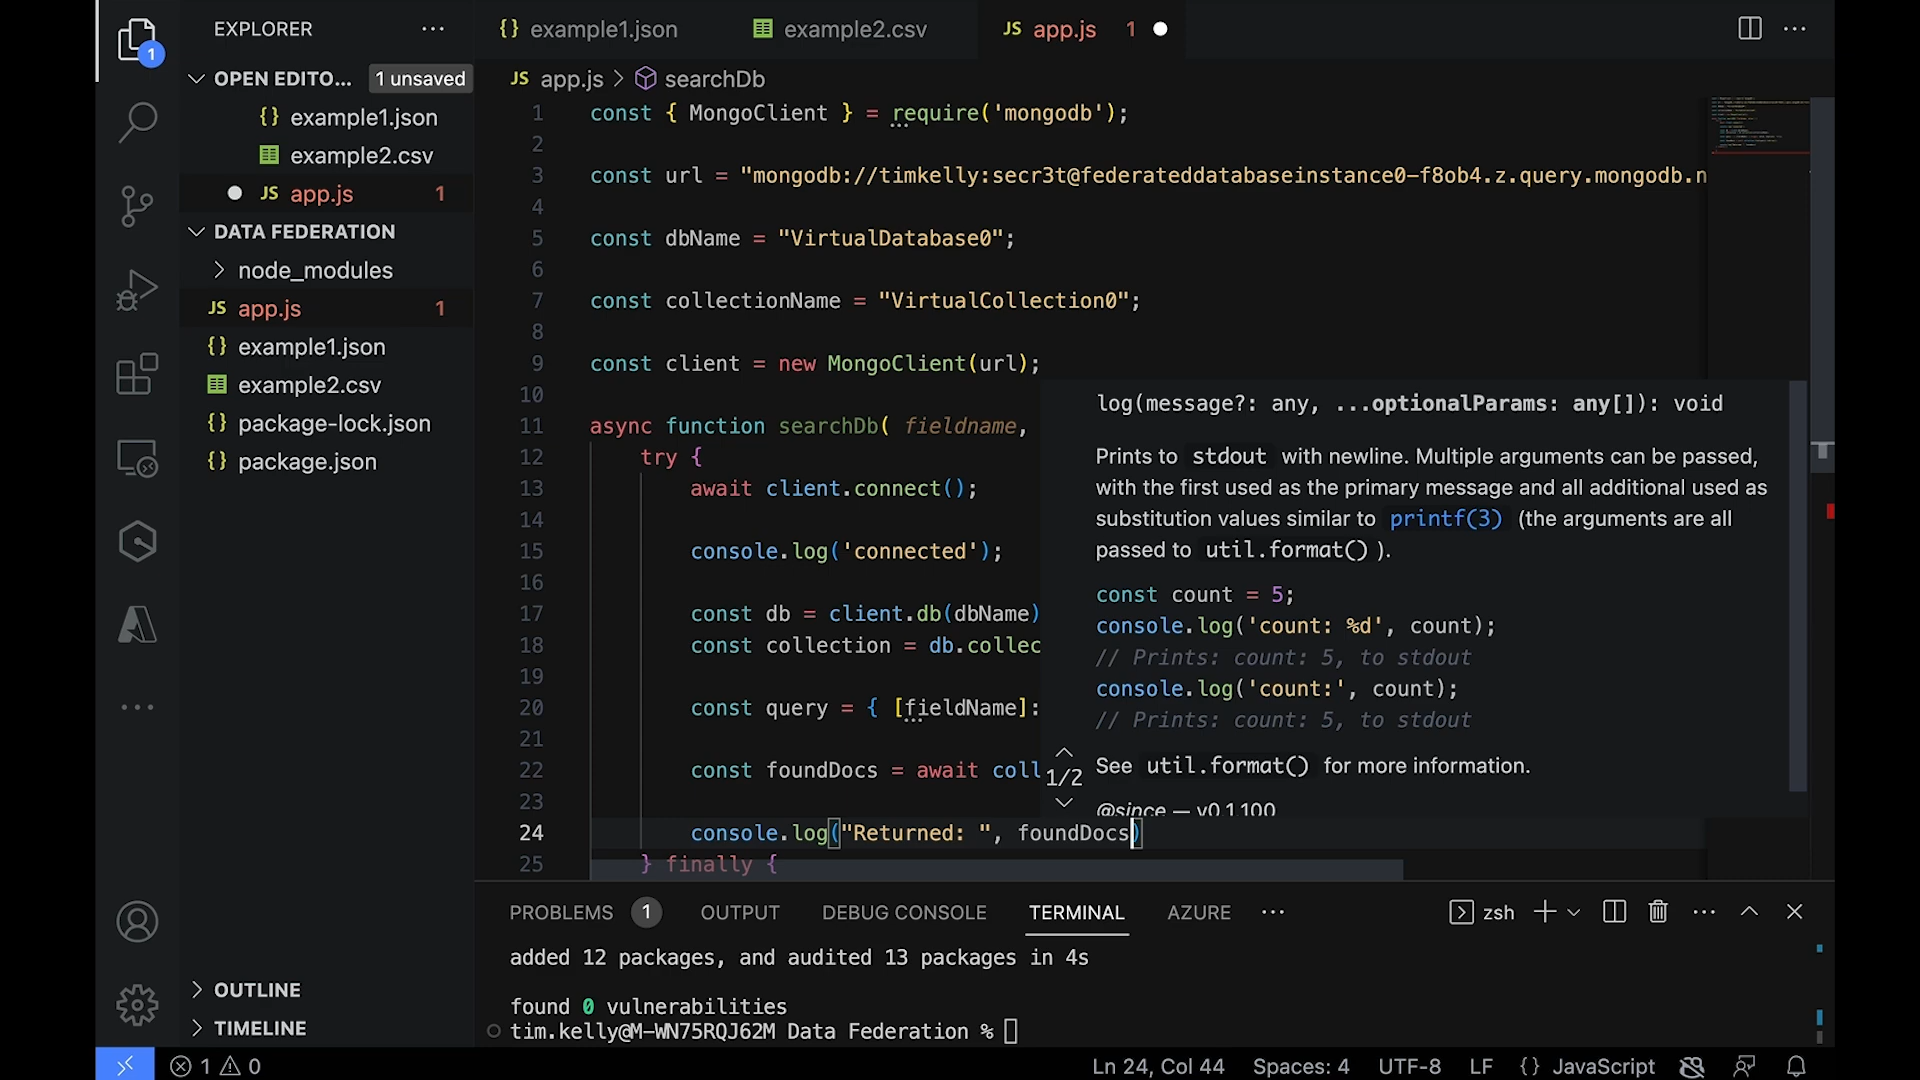 EXPLORER
OPEN EDITO... 1 unsaved
{} example1.json
example2.csv
JS app.js 1
DATA FEDERATION
node_modules
JS app.js 1
{} example1.json
example2.csv
{} package-lock.json
{} package.json
OUTLINE
TIMELINE
1
{} example1.json example2.csv JS app.js 1
JS app.js > searchDb
1 const { MongoClient } = require('mongodb');
2
3 const url = "mongodb://timkelly:secr3t@federateddatabaseinstance0-f8ob4.z.query.mongodb.n
4
5 const dbName = "VirtualDatabase0";
6
7 const collectionName = "VirtualCollection0";
8
9 const client = new MongoClient(url);
10
11 async function searchDb( fieldname,
12 try {
13 await client.connect();
14
15 console.log('connected');
16
17 const db = client.db(dbName)
18 const collection = db.collec
19
20 const query = { [fieldName]:
21
22 const foundDocs = await coll
23
24 console.log("Returned: ", foundDocs)
25 } finally {
log(message?: any, ...optionalParams: any[]): void
Prints to stdout with newline. Multiple arguments can be passed,
with the first used as the primary message and all additional used as
substitution values similar to printf(3) (the arguments are all
passed to util.format() ).
const count = 5;
console.log('count: %d', count);
// Prints: count: 5, to stdout
console.log('count:', count);
// Prints: count: 5, to stdout
1/2
See util.format() for more information.
@since — v0.1.100
PROBLEMS 1 OUTPUT DEBUG CONSOLE TERMINAL AZURE ... zsh
added 12 packages, and audited 13 packages in 4s
found 0 vulnerabilities
tim.kelly@M-WN75RQJ62M Data Federation %
1 0 Ln 24, Col 44 Spaces: 4 UTF-8 LF {} JavaScript